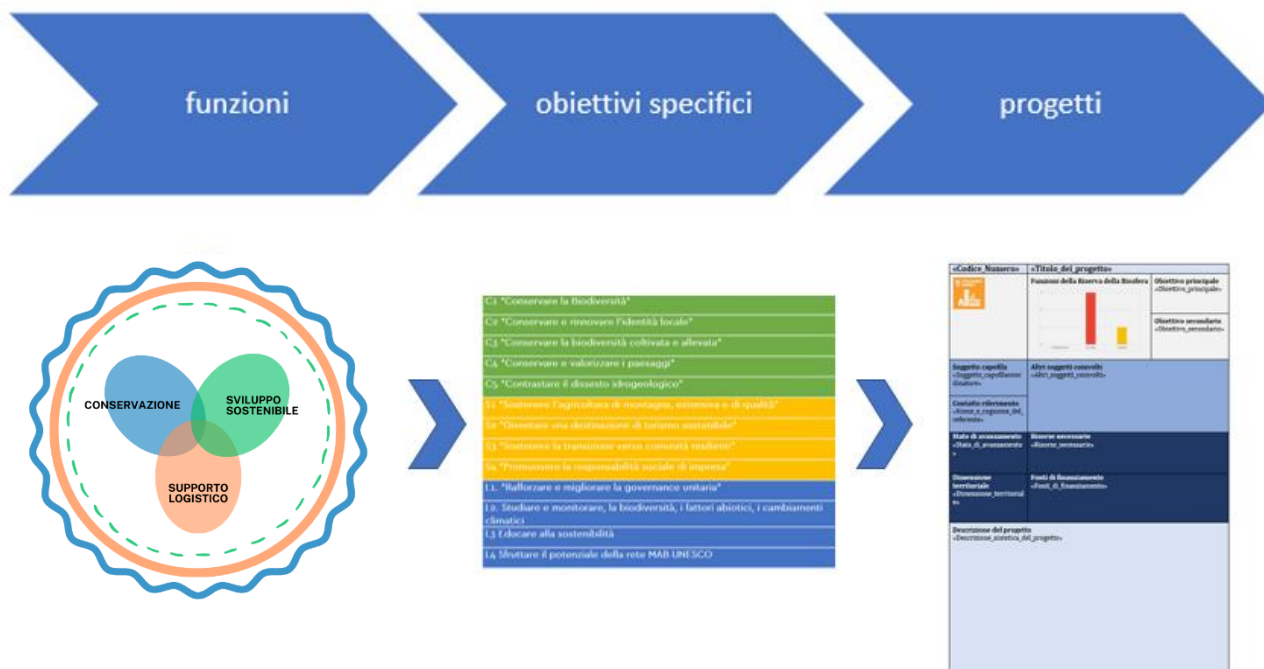 funzioni
obiettivi specifici
progetti
CONSERVAZIONE
SVILUPPO
SOSTENIBILE
SUPPORTO
LOGISTICO
C1 "Conservare la Biodiversità"
C2 "Conservare e rinnovare l'identità locale"
C3 "Conservare la biodiversità coltivata e allevata"
C4 "Conservare e valorizzare i paesaggi"
C5 "Contrastare il dissesto idrogeologico"
S1 "Sostenere l'agricoltura di montagna, estensiva e di qualità"
S2 "Diventare una destinazione di turismo sostenibile"
S3 "Sostenere la transizione verso comunità resilienti"
S4 "Promuovere la responsabilità sociale di impresa"
L1. "Rafforzare e migliorare la governance unitaria"
L2. Studiare e monitorare, la biodiversità, i fattori abiotici, i cambiamenti
climatici
L3 Educare alla sostenibilità
L4 Sfruttare il potenziale della rete MAB UNESCO
«Codice_Numero»
«Titolo_del_progetto»
Funzioni della Riserva della Biosfera
Obiettivo principale
«Obiettivo_principale»
Obiettivo secondario
«Obiettivo_secondario»
Soggetto capofila
Altri soggetti coinvolti
«Altri_soggetti_coinvolti»
Contatto riferimento
«Nome_e_cognome_del_
referente»
Stato di avanzamento
«Stato_di_avanzamento
»
Risorse necessarie
«Risorse_necessarie»
Dimensione
territoriale
«Dimensione_territorial
e»
Fonti di finanziamento
«Fonti_di_finanziamento»
Descrizione del progetto
«Descrizione_sintetica_del_progetto»